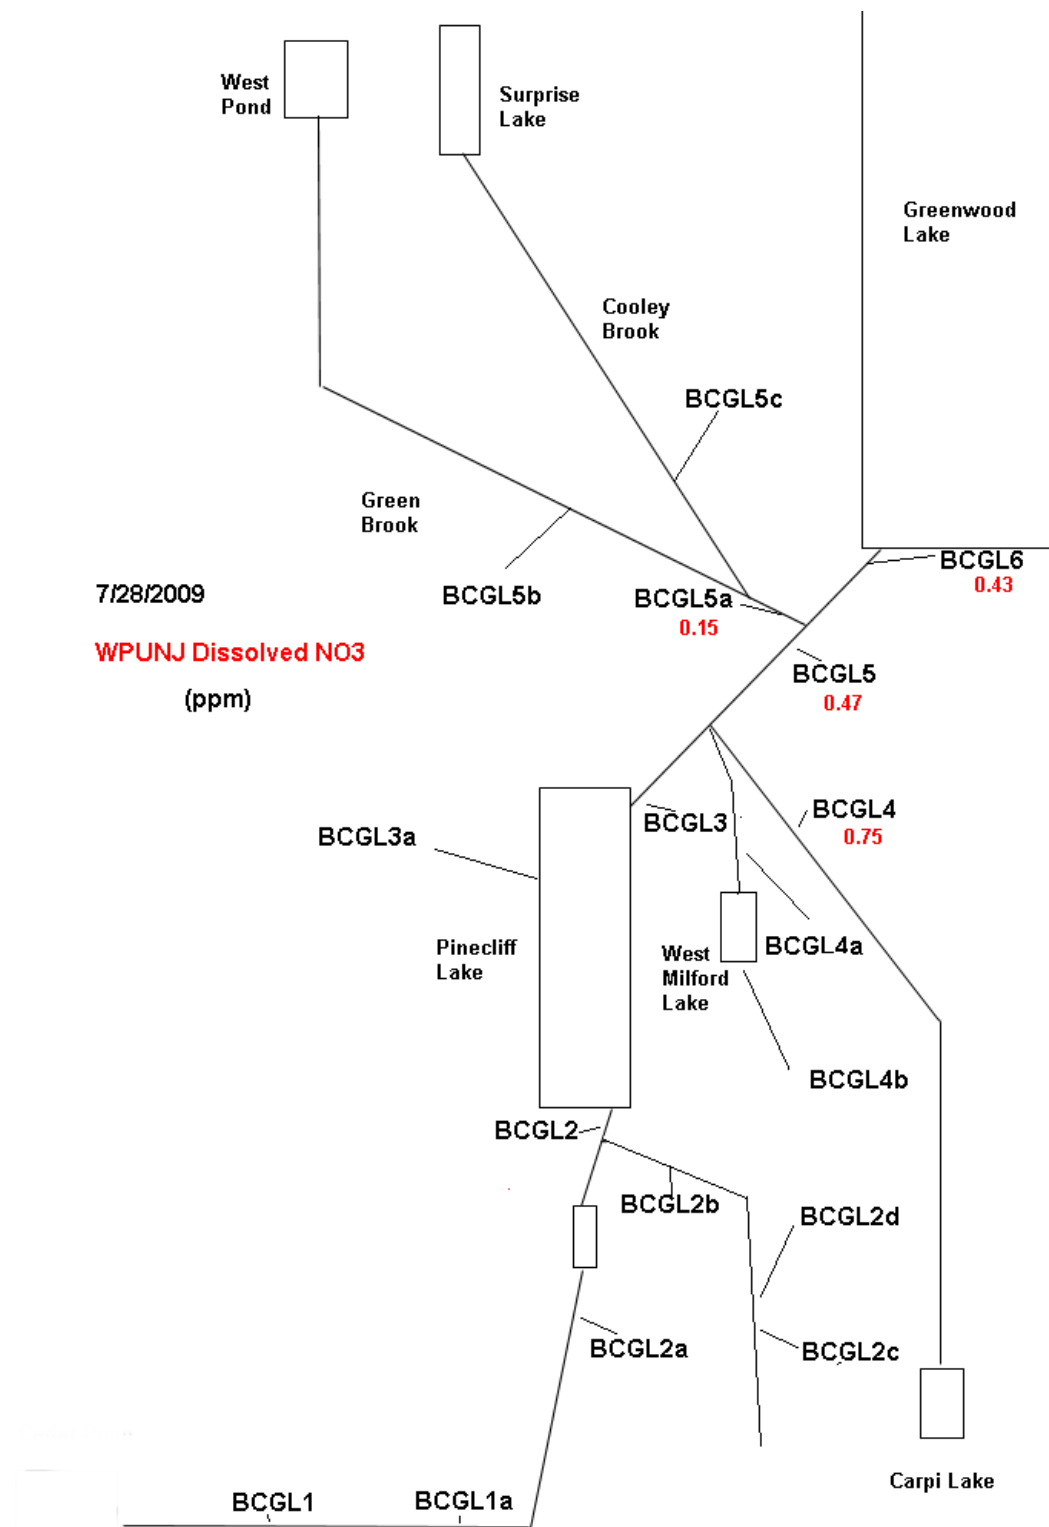 West
Pond
Surprise
Lake
Greenwood
Lake
Cooley
Brook
BCGL5c
Green
Brook
BCGL6
0.43
7/28/2009
BCGL5b
BCGL5a
0.15
WPUNJ Dissolved NO3
(ppm)
BCGL5
0.47
BCGL4
0.75
BCGL3
BCGL3a
Pinecliff
Lake
West
Milford
Lake
BCGL4a
BCGL4b
BCGL2
BCGL2b
BCGL2d
BCGL2a
BCGL2c
Carpi Lake
BCGL1
BCGL1a